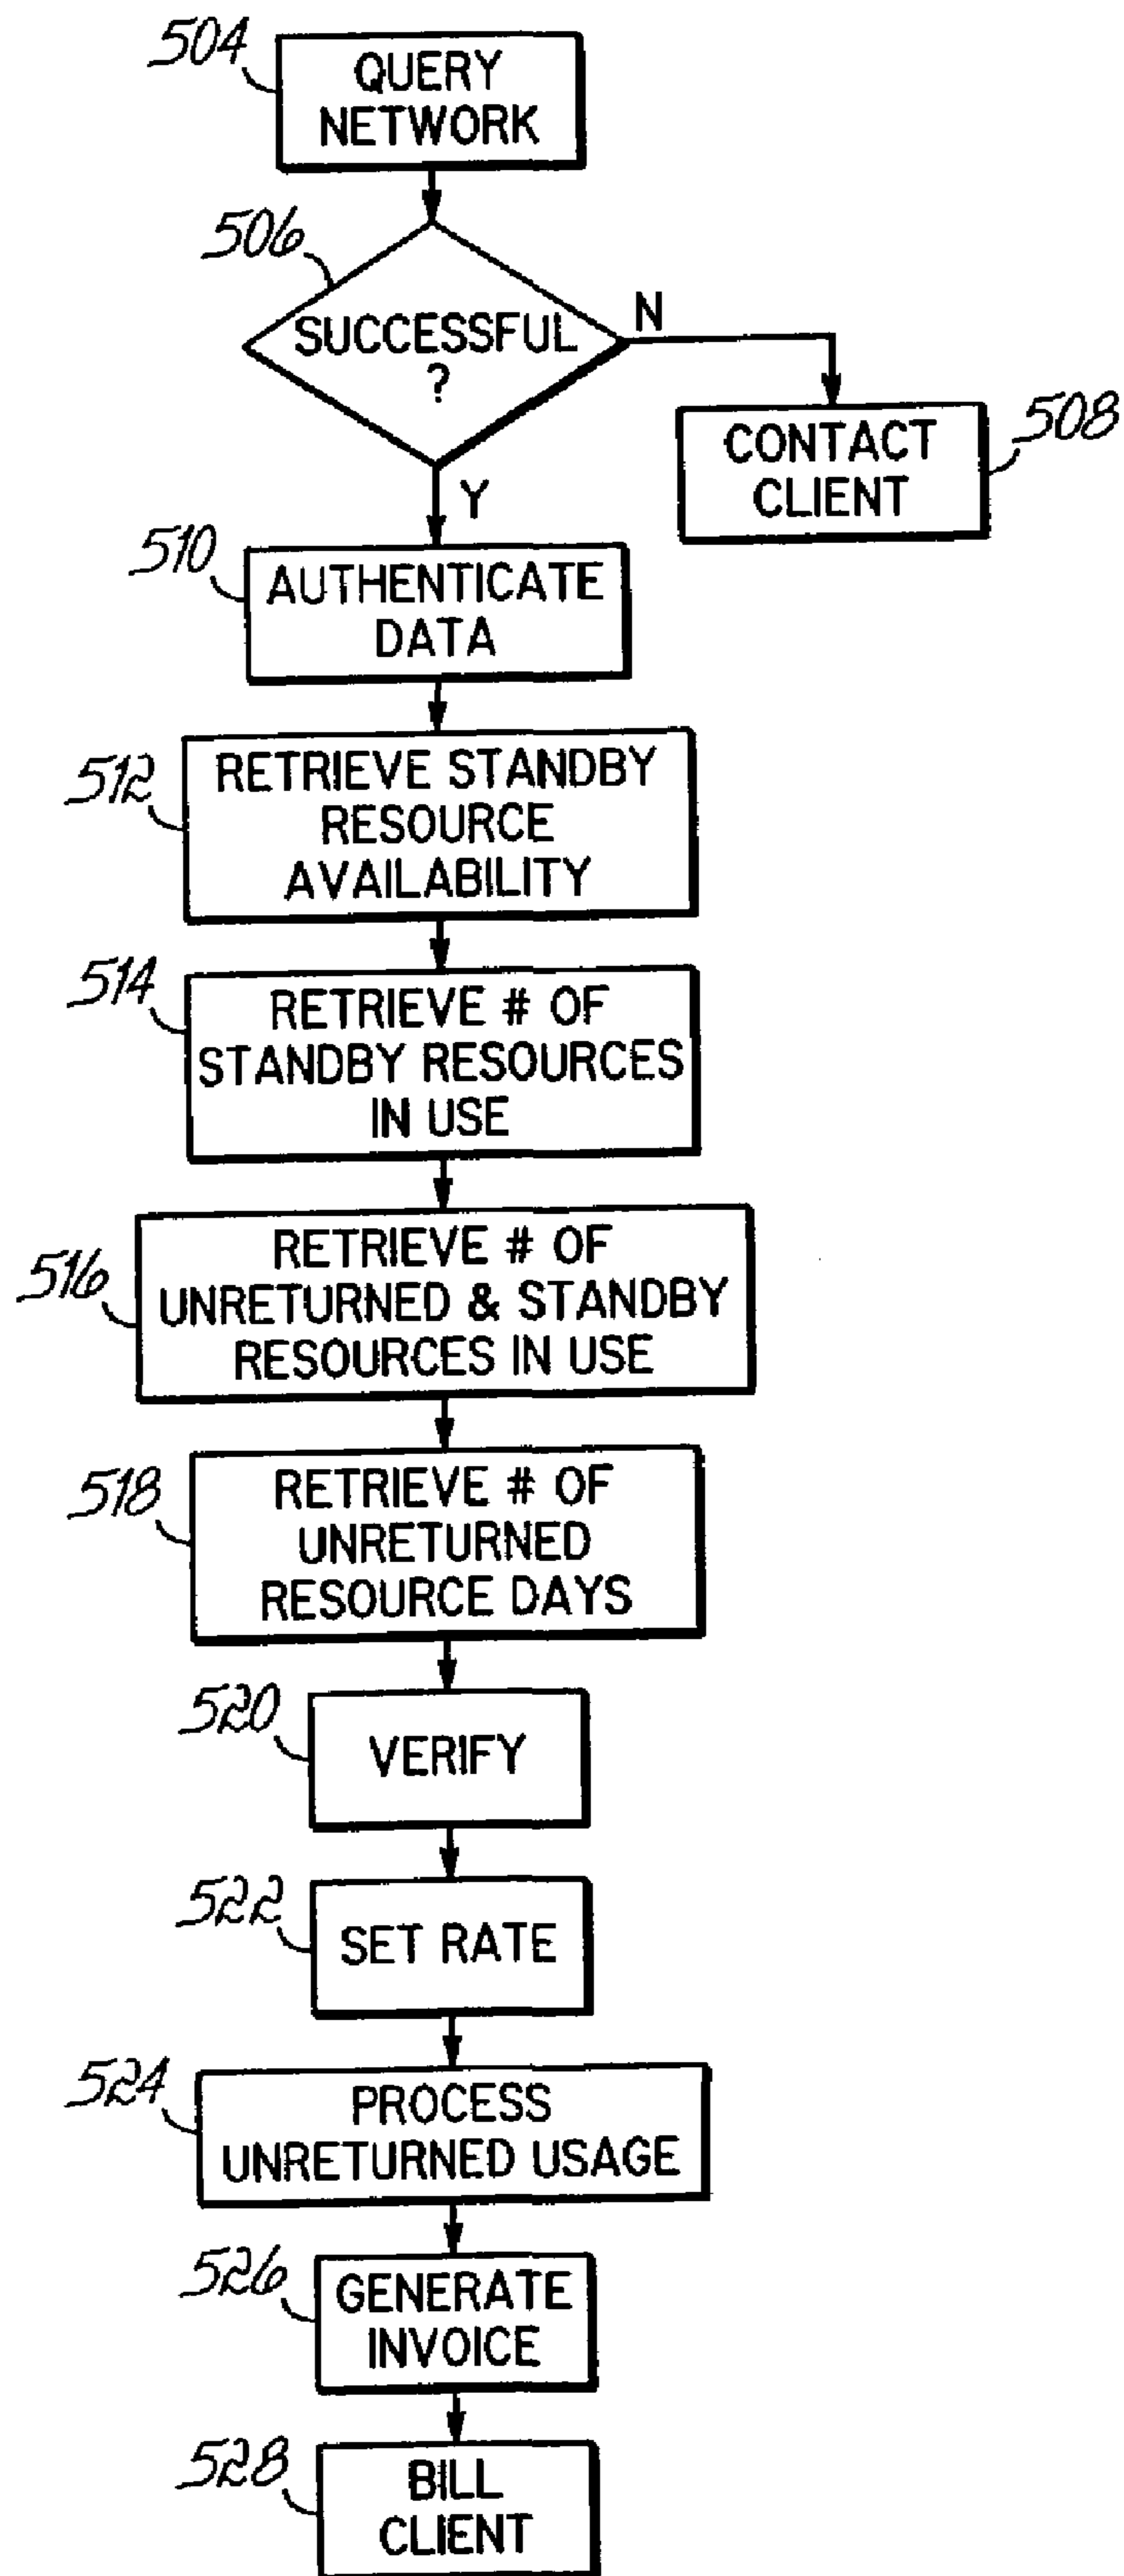 504
QUERY
NETWORK
506
SUCCESSFUL
?
N
508
CONTACT
CLIENT
Y
510
AUTHENTICATE
DATA
512
RETRIEVE STANDBY
RESOURCE
AVAILABILITY
514
RETRIEVE # OF
STANDBY RESOURCES
IN USE
516
RETRIEVE # OF
UNRETURNED & STANDBY
RESOURCES IN USE
518
RETRIEVE # OF
UNRETURNED
RESOURCE DAYS
520
VERIFY
522
SET RATE
524
PROCESS
UNRETURNED USAGE
526
GENERATE
INVOICE
528
BILL
CLIENT